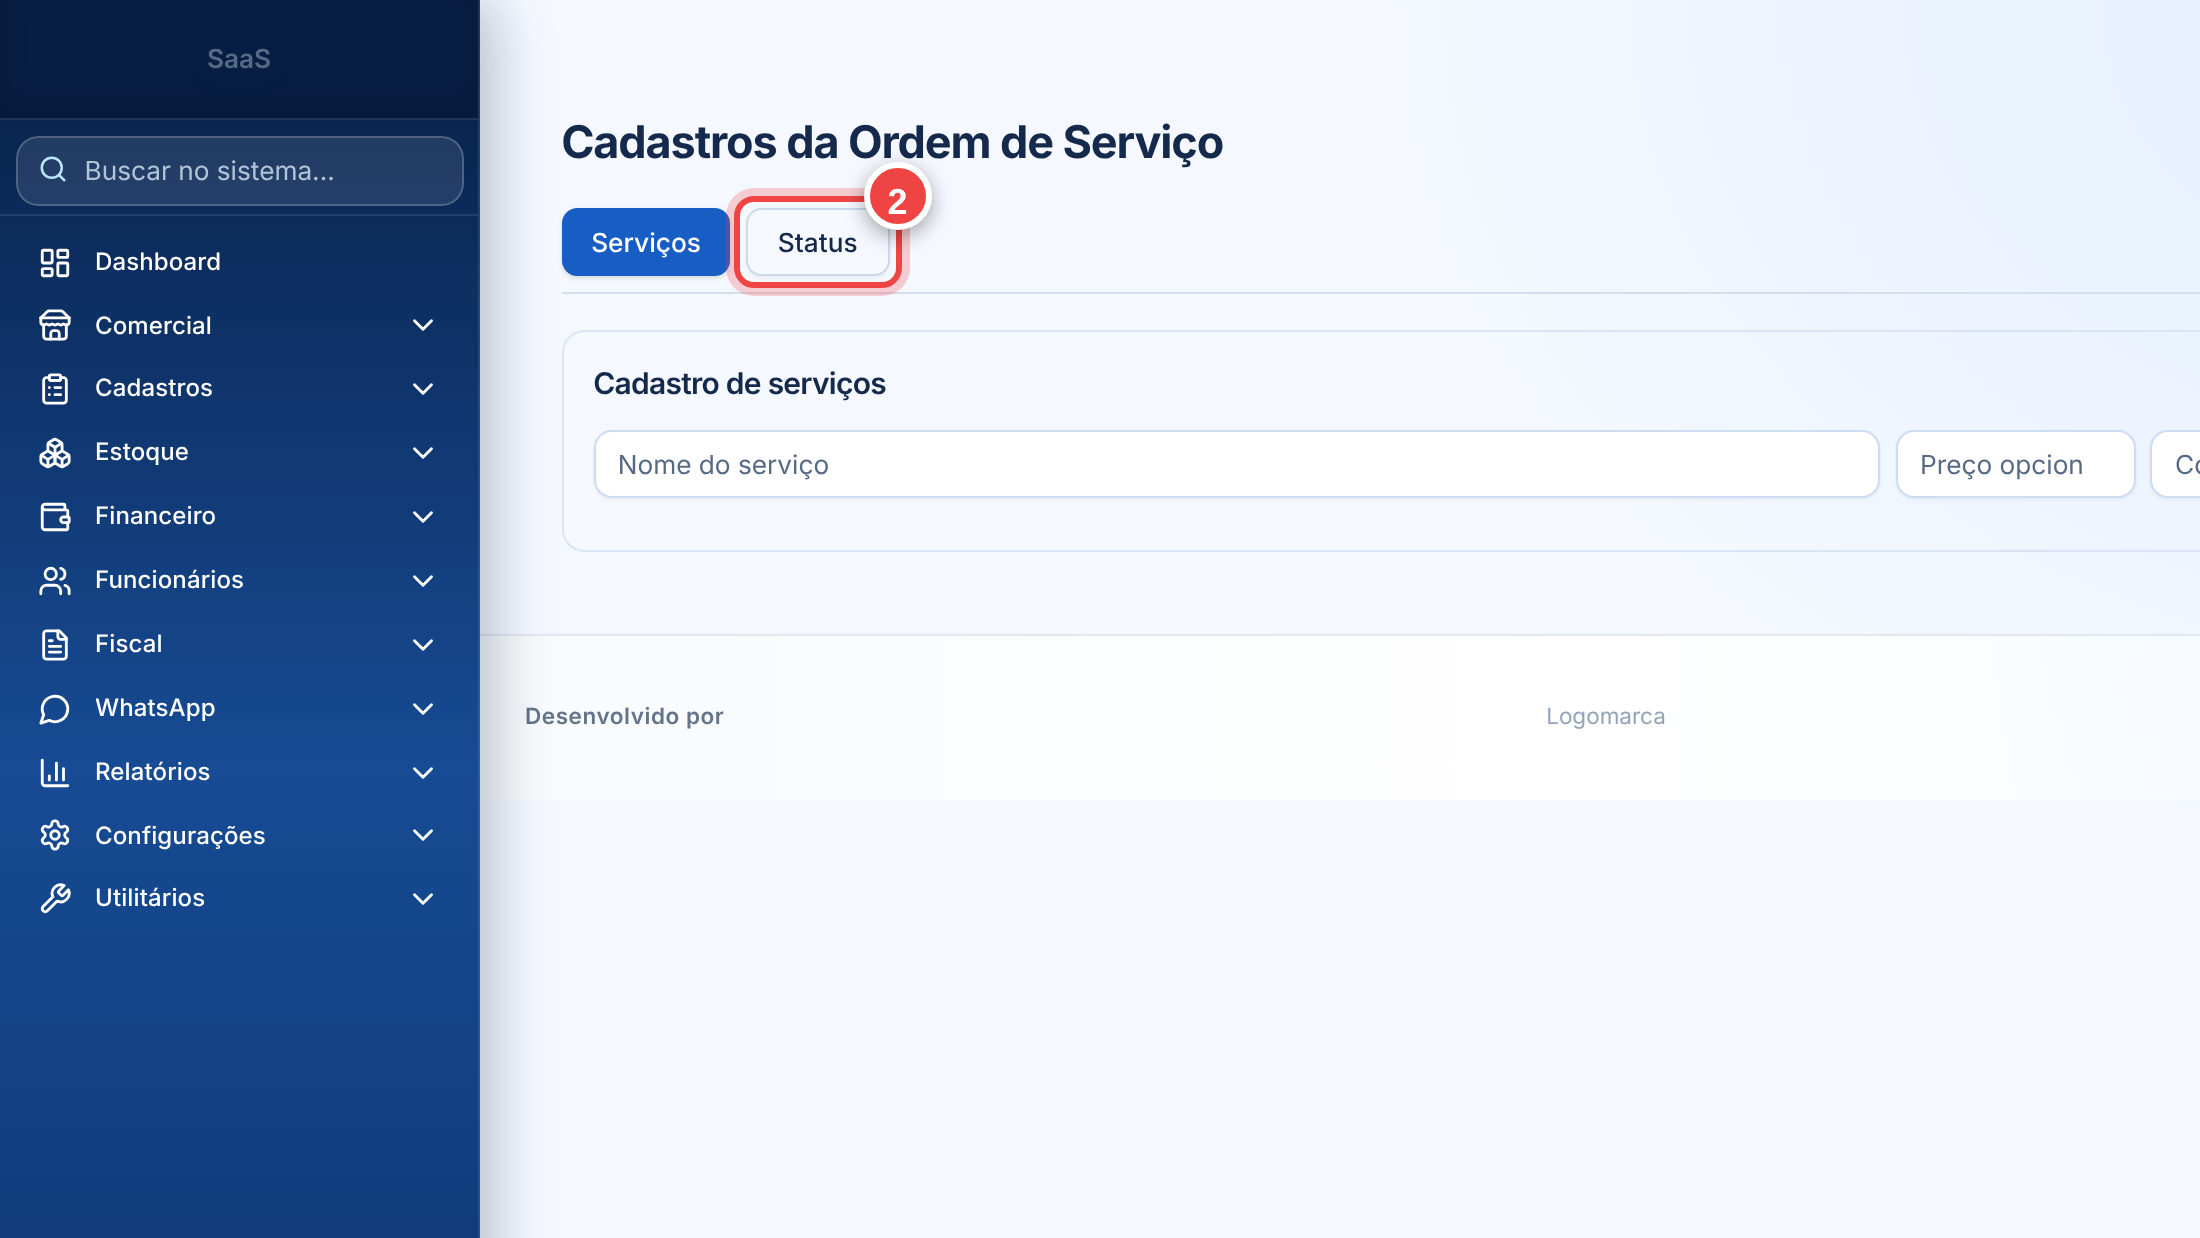 SaaS
Buscar no sistema...
Dashboard
Comercial
Cadastros
Estoque
Financeiro
Funcionários
Fiscal
WhatsApp
Relatórios
Configurações
Utilitários
Cadastros da Ordem de Serviço
Serviços
Status
2
Cadastro de serviços
Nome do serviço
Preço opcion
Desenvolvido por
Logomarca